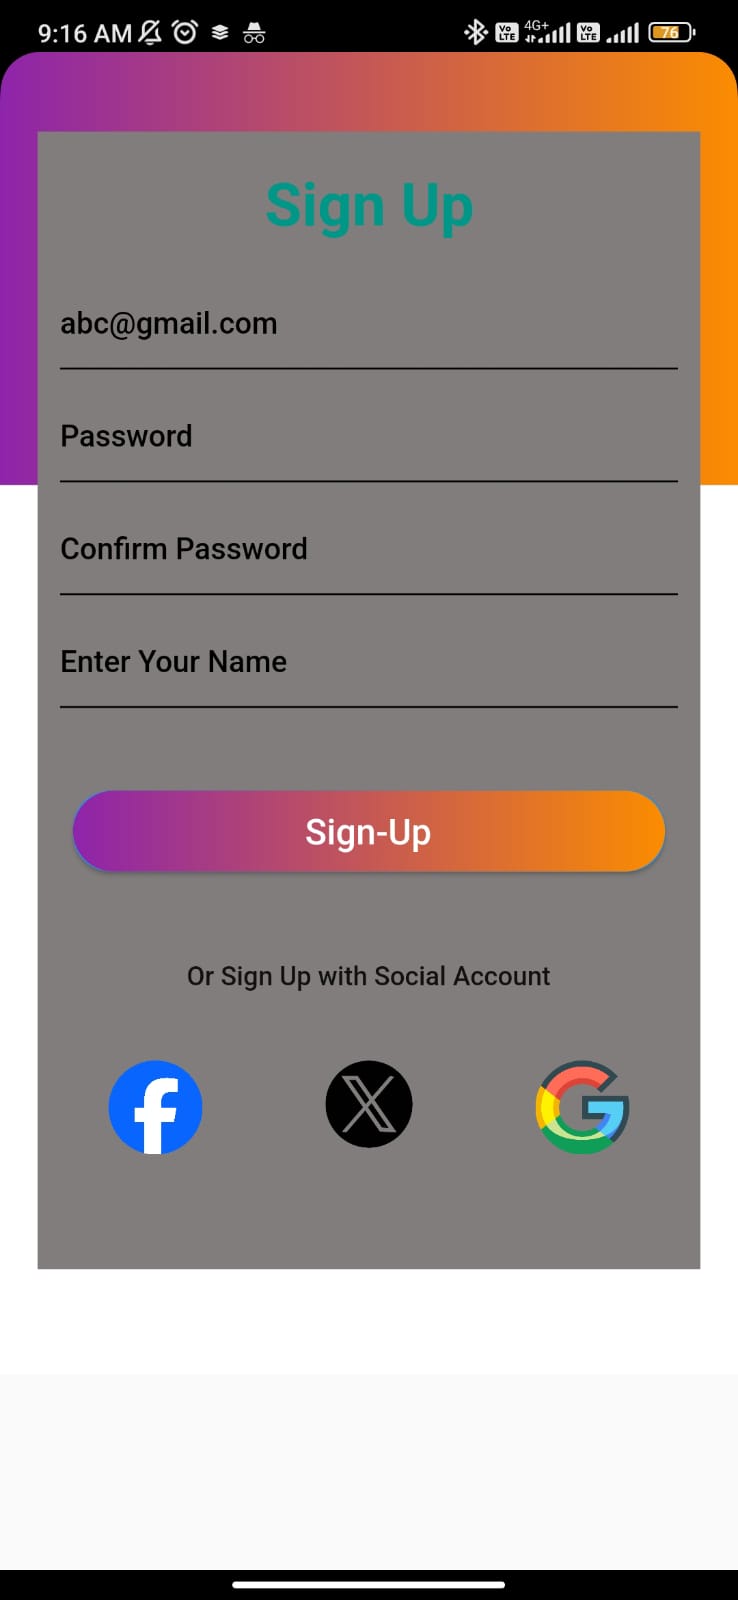 9:16 AM
Vo LTE 4G+ Vo LTE 76
Sign Up
abc@gmail.com
Password
Confirm Password
Enter Your Name
Sign-Up
Or Sign Up with Social Account
f X G